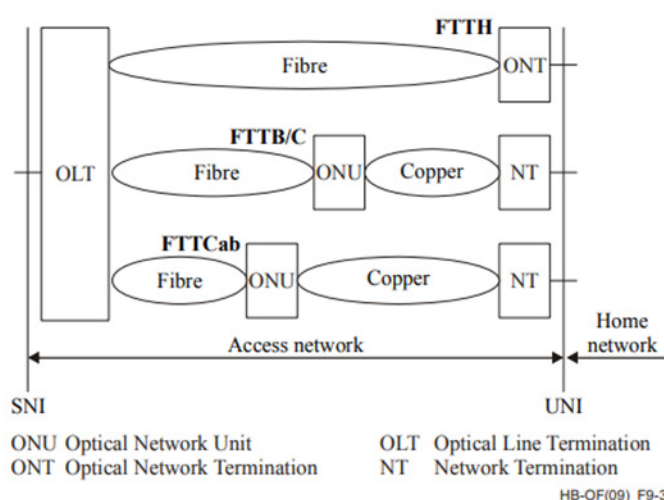 FTTH
Fibre
ONT
FTTB/C
OLT
Fibre
ONU
Copper
NT
FTTCab
Fibre
ONU
Copper
NT
Access network
Home
network
SNI
UNI
ONU Optical Network Unit
OLT Optical Line Termination
ONT Optical Network Termination
NT Network Termination
HB-OF(09)_F9-3